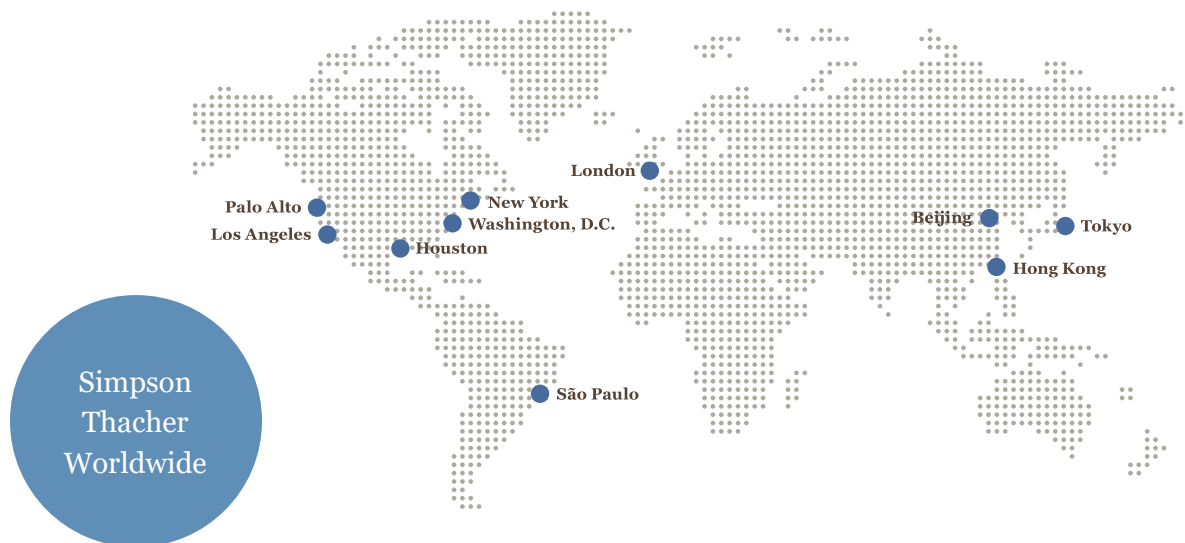 London
New York
Palo Alto
Washington, D.C.
Los Angeles
Houston
Beijing
Tokyo
Hong Kong
São Paulo
Simpson
Thacher
Worldwide